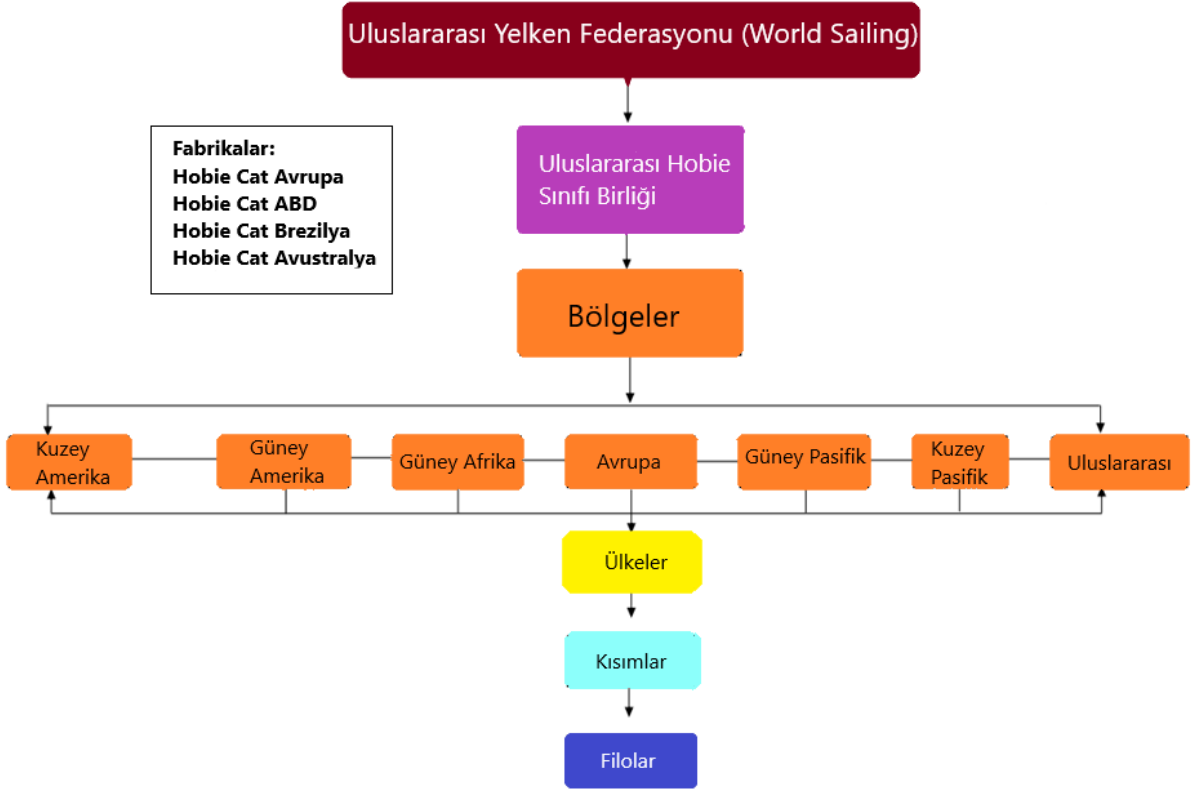 Uluslararası Yelken Federasyonu (World Sailing)
Fabrikalar:
Hobie Cat Avrupa
Hobie Cat ABD
Hobie Cat Brezilya
Hobie Cat Avustralya
Uluslararası Hobie
Sınıfı Birliği
Bölgeler
Kuzey
Amerika
Güney
Amerika
Güney Afrika
Avrupa
Güney Pasifik
Kuzey
Pasifik
Uluslararası
Ülkeler
Kısımlar
Filolar